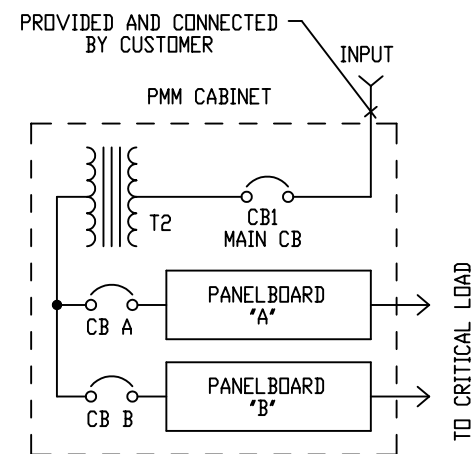 PROVIDED AND CONNECTED
BY CUSTOMER
INPUT
PMM CABINET
T2
CB1
MAIN CB
PANELBOARD
"A"
CB A
PANELBOARD
"B"
CB B
TO CRITICAL LOAD